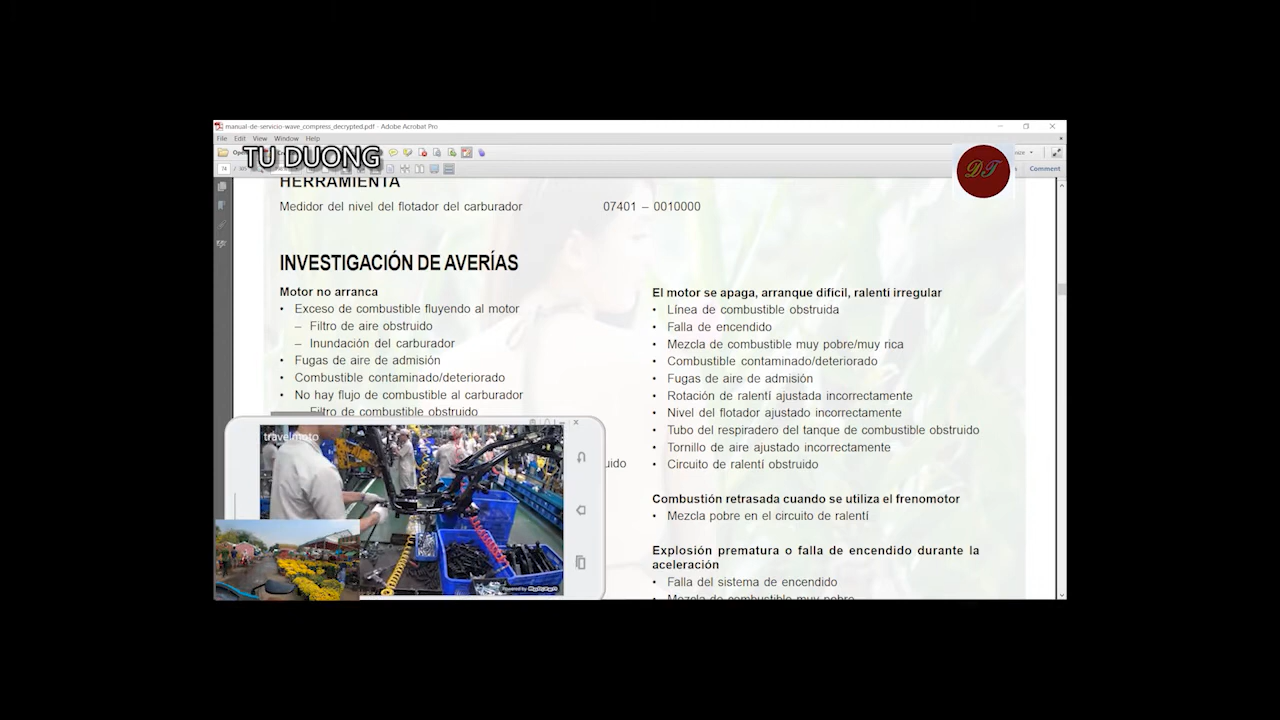 manual-de-servicio-wave_compress_decrypted.pdf - Adobe Acrobat Pro
File Edit View Window Help
TU DUONG
DT
Comment
HERRAMIENTA
Medidor del nivel del flotador del carburador 07401 – 0010000
INVESTIGACIÓN DE AVERÍAS
Motor no arranca
• Exceso de combustible fluyendo al motor
– Filtro de aire obstruido
– Inundación del carburador
• Fugas de aire de admisión
• Combustible contaminado/deteriorado
• No hay flujo de combustible al carburador
Filtro de combustible obstruido
uido
El motor se apaga, arranque difícil, ralentí irregular
• Línea de combustible obstruida
• Falla de encendido
• Mezcla de combustible muy pobre/muy rica
• Combustible contaminado/deteriorado
• Fugas de aire de admisión
• Rotación de ralentí ajustada incorrectamente
• Nivel del flotador ajustado incorrectamente
• Tubo del respiradero del tanque de combustible obstruido
• Tornillo de aire ajustado incorrectamente
• Circuito de ralentí obstruido
Combustión retrasada cuando se utiliza el frenomotor
• Mezcla pobre en el circuito de ralentí
Explosión prematura o falla de encendido durante la
aceleración
• Falla del sistema de encendido
• Mezcla de combustible muy pobre
travelmoto